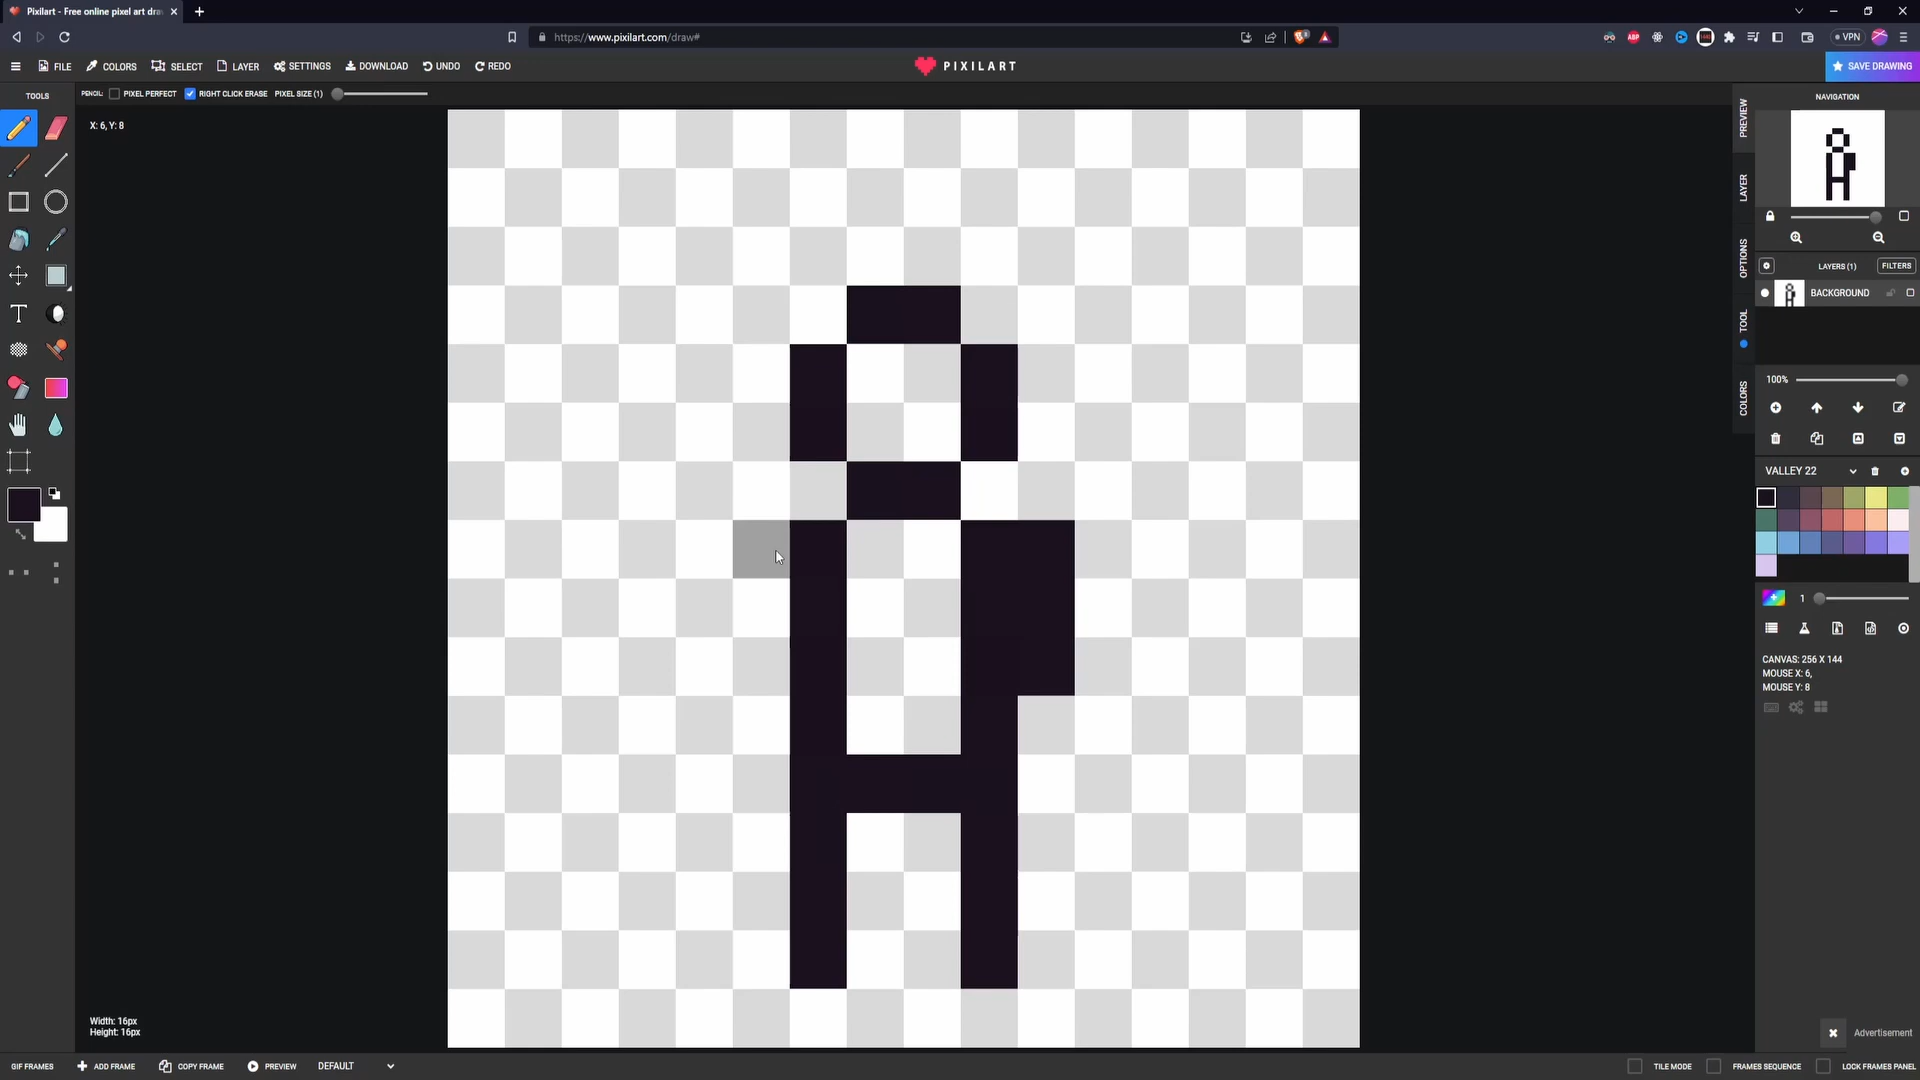 Pixilart - Free online pixel art dra
https://www.pixilart.com/draw#
VPN
FILE COLORS SELECT LAYER SETTINGS DOWNLOAD UNDO REDO
PIXILART
SAVE DRAWING
TOOLS
PENCIL: PIXEL PERFECT RIGHT CLICK ERASE PIXEL SIZE (1)
X: 6, Y: 8
NAVIGATION
PREVIEW
LAYER
OPTIONS
TOOL
COLORS
LAYERS (1) FILTERS
BACKGROUND
100%
VALLEY 22
1
CANVAS: 256 X 144
MOUSE X: 6,
MOUSE Y: 8
Width: 16px
Height: 16px
Advertisement
GIF FRAMES ADD FRAME COPY FRAME PREVIEW DEFAULT
TILE MODE FRAMES SEQUENCE LOCK FRAMES PANEL